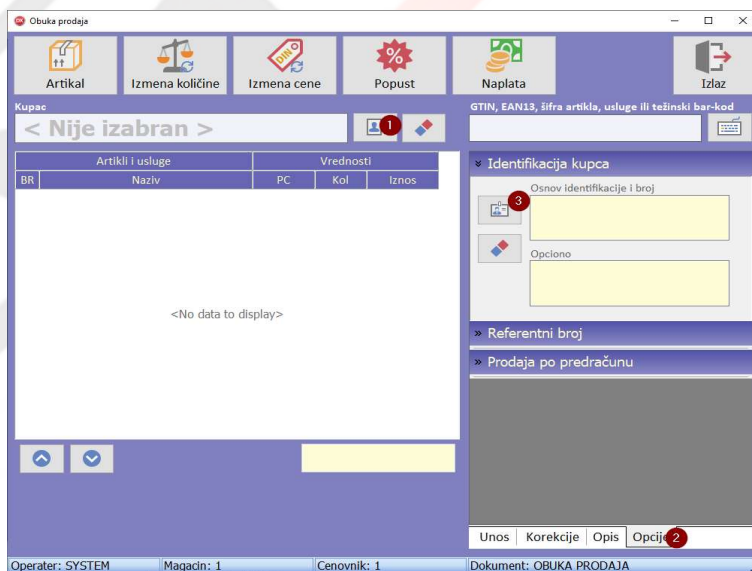 Obuka prodaja
Artikal
Izmena količine
Izmena cene
Popust
Naplata
Izlaz
Kupac
< Nije izabran >
1
GTIN, EAN13, šifra artikla, usluge ili težinski bar-kod
Artikli i usluge
Vrednosti
BR
Naziv
PC
Kol
Iznos
<No data to display>
Identifikacija kupca
Osnov identifikacije i broj
3
Opciono
Referentni broj
Prodaja po predračunu
Unos
Korekcije
Opis
Opcije
2
Operater: SYSTEM
Magacin: 1
Cenovnik: 1
Dokument: OBUKA PRODAJA